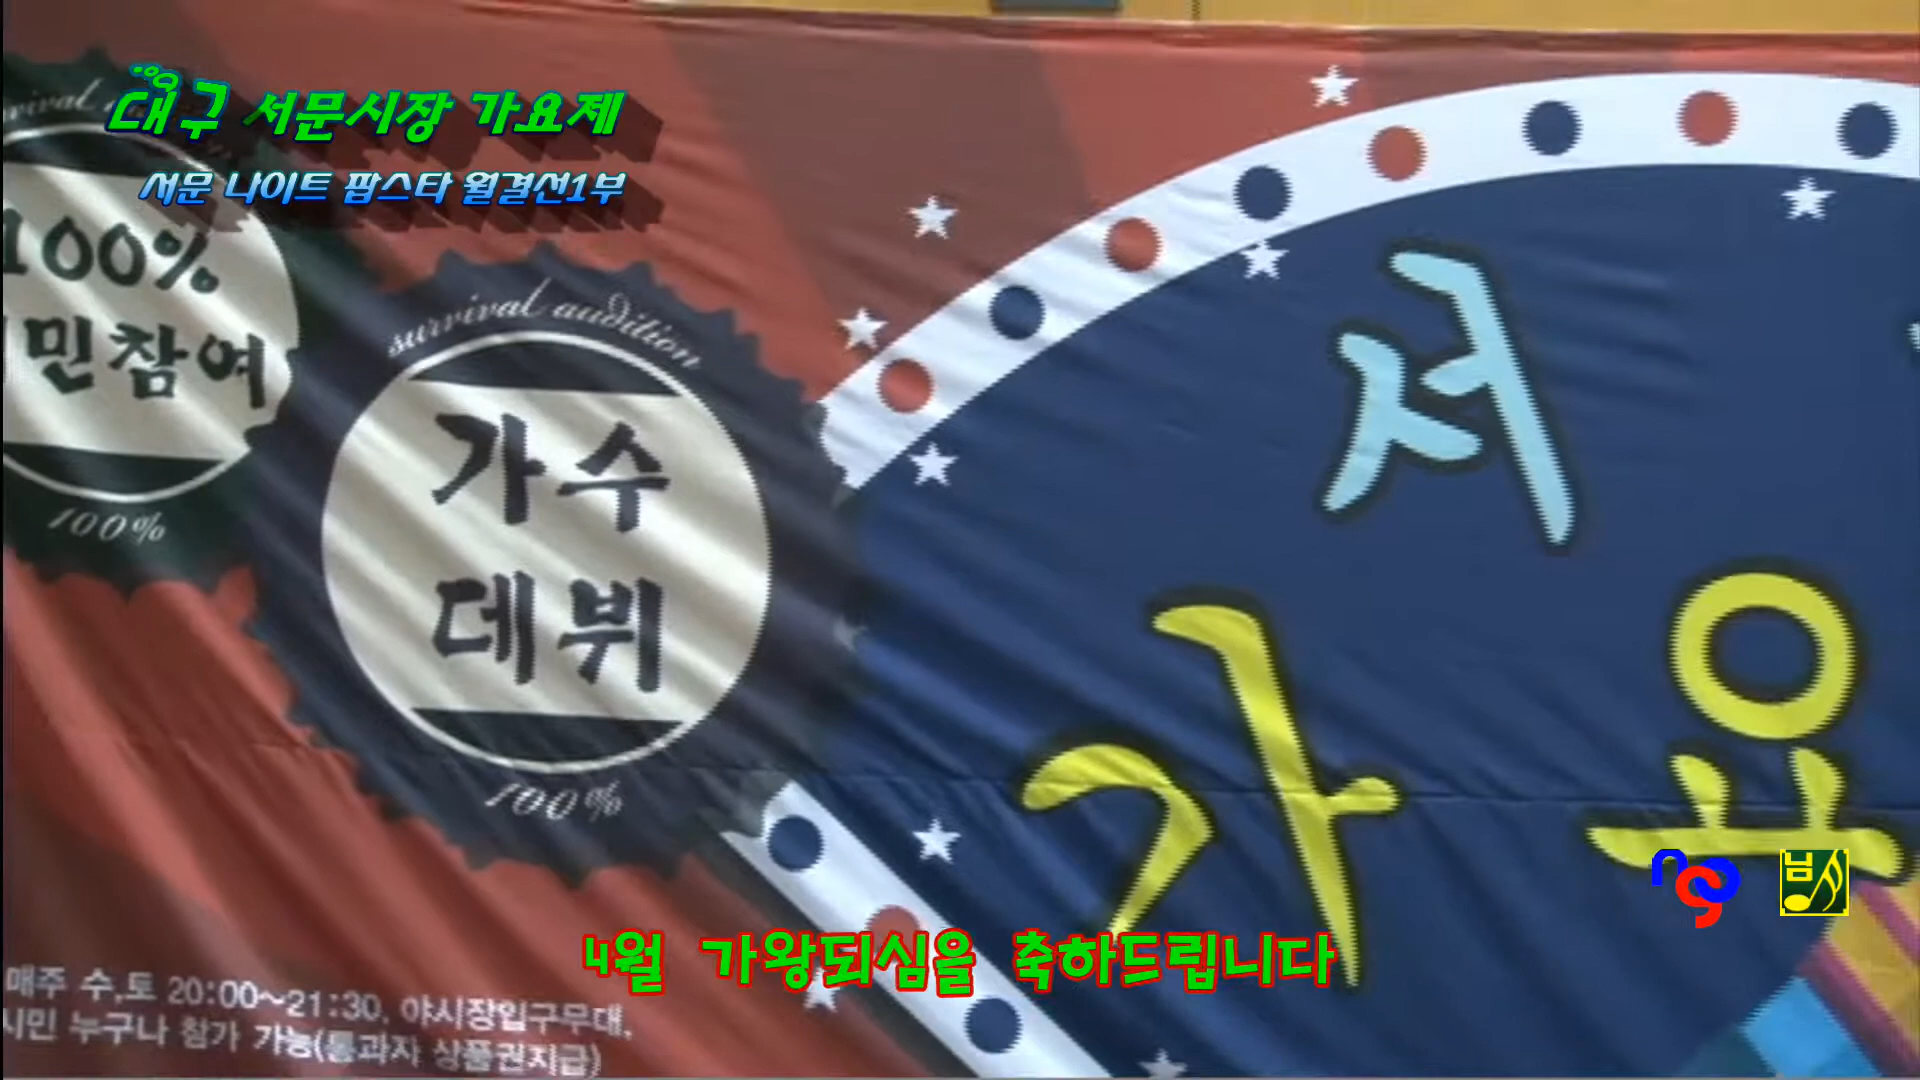 대구 서문시장 가요제
서문 나이트 팝스타 월결선1부
survival audition
100%
민참여
100%
survival audition
가수
데뷔
100%
서
가요
4월 가왕되심을 축하드립니다
매주 수,토 20:00~21:30, 야시장입구무대,
시민 누구나 참가 가능(통과자 상품권지급)